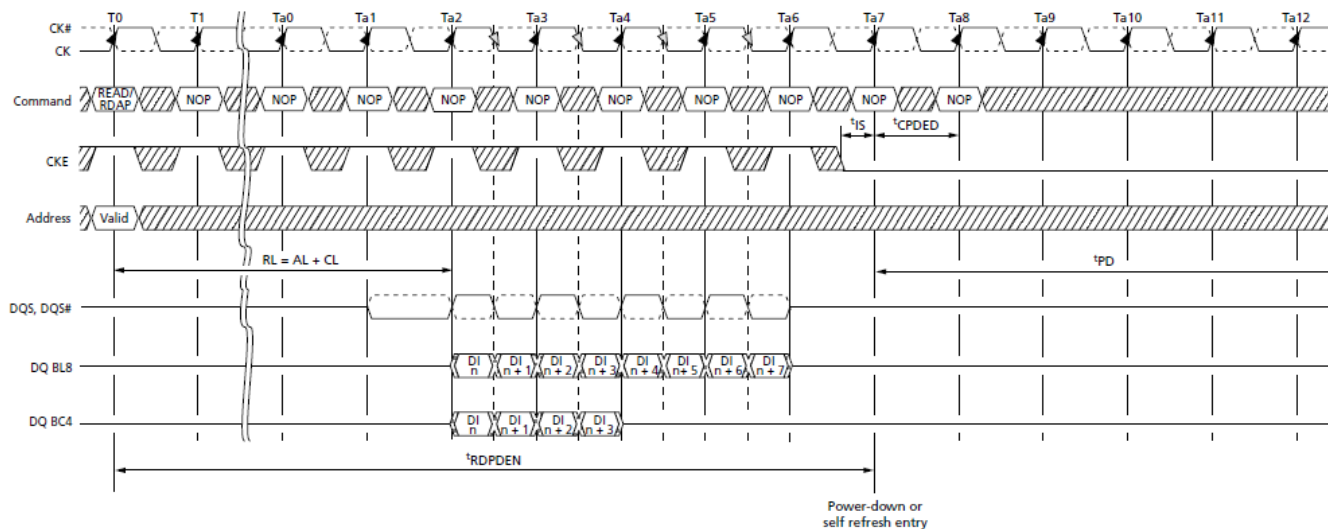 T0 T1 Ta0 Ta1 Ta2 Ta3 Ta4 Ta5 Ta6 Ta7 Ta8 Ta9 Ta10 Ta11 Ta12
CK#
CK
Command READ/ RDAP NOP NOP NOP NOP NOP NOP NOP NOP NOP NOP
tIS tCPDED
CKE
Address Valid
RL = AL + CL tPD
DQS, DQS#
DI DI DI DI DI DI DI DI
DQ BL8
n n + 1 n + 2 n + 3 n + 4 n+ 5 n + 6 n + 7
DI DI DI DI
DQ BC4
n n + 1 n + 2 n + 3
tRDPDEN
Power-down or
self refresh entry